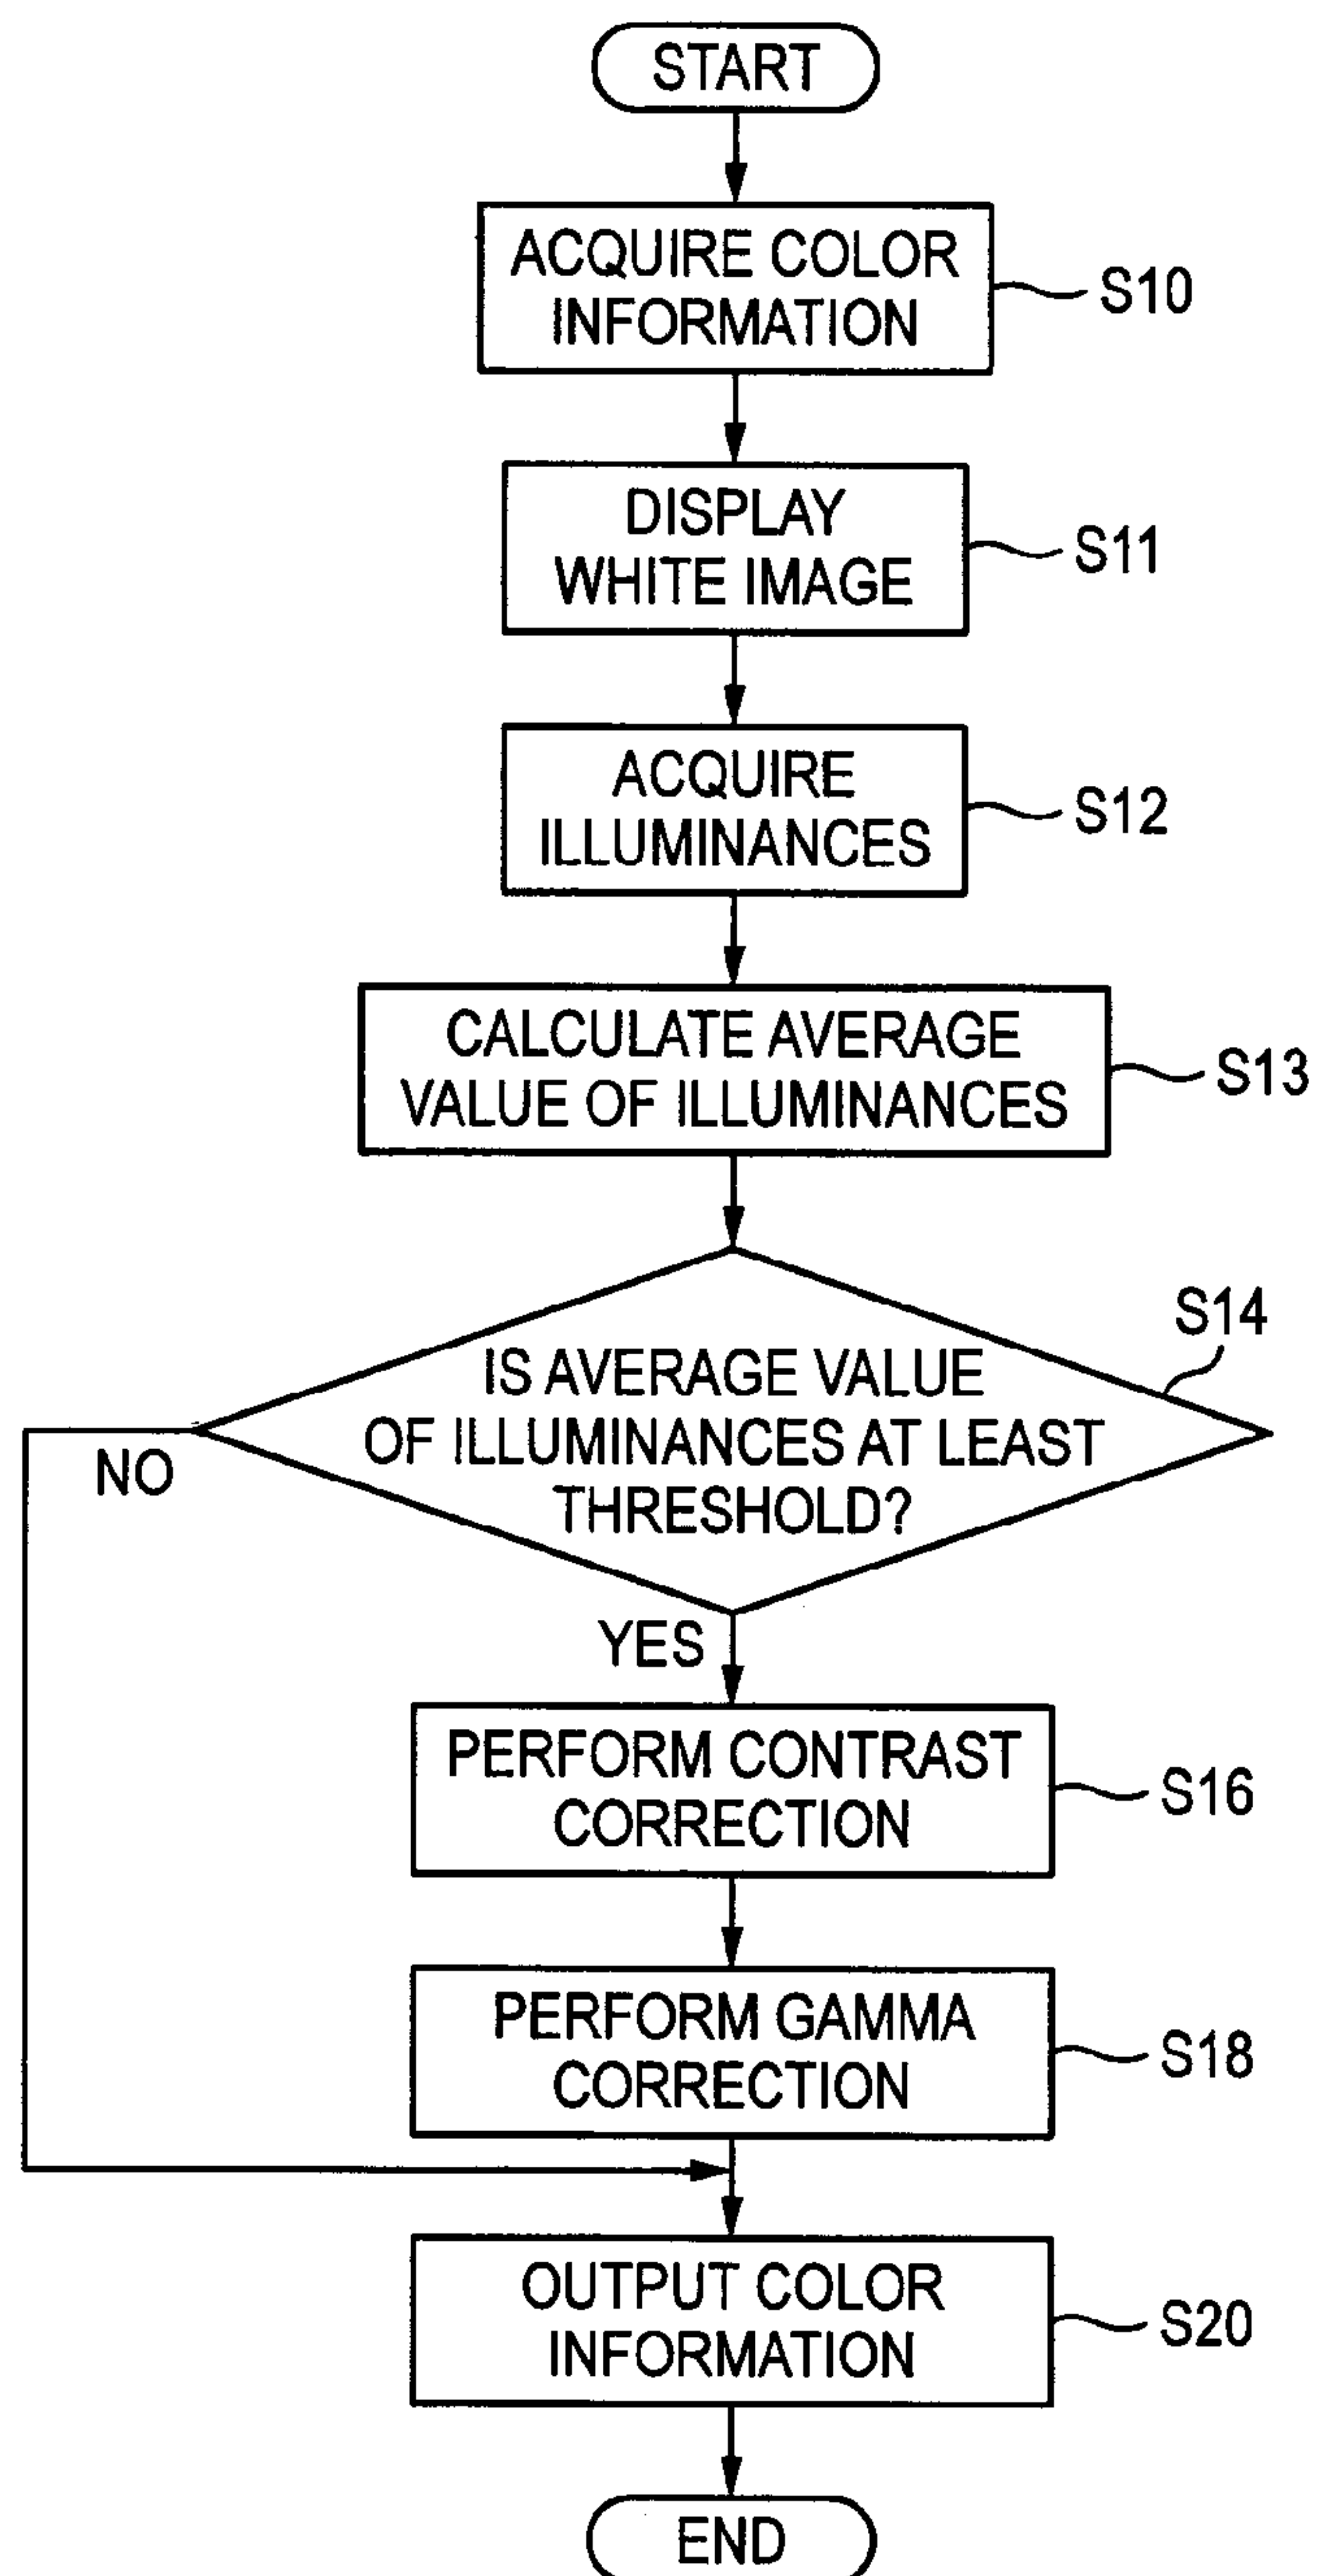 START
ACQUIRE COLOR
INFORMATION
S10
DISPLAY
WHITE IMAGE
S11
ACQUIRE
ILLUMINANCES
S12
CALCULATE AVERAGE
VALUE OF ILLUMINANCES
S13
S14
IS AVERAGE VALUE
OF ILLUMINANCES AT LEAST
THRESHOLD?
NO
YES
PERFORM CONTRAST
CORRECTION
S16
PERFORM GAMMA
CORRECTION
S18
OUTPUT COLOR
INFORMATION
S20
END